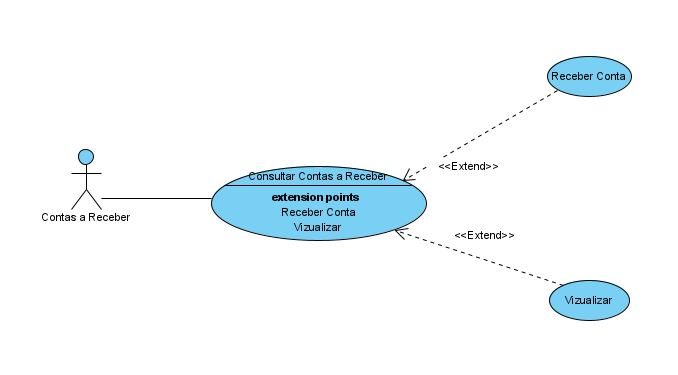 Receber Conta
<<Extend>>
Consultar Contas a Receber
extension points
Receber Conta
Vizualizar
Contas a Receber
<<Extend>>
Vizualizar